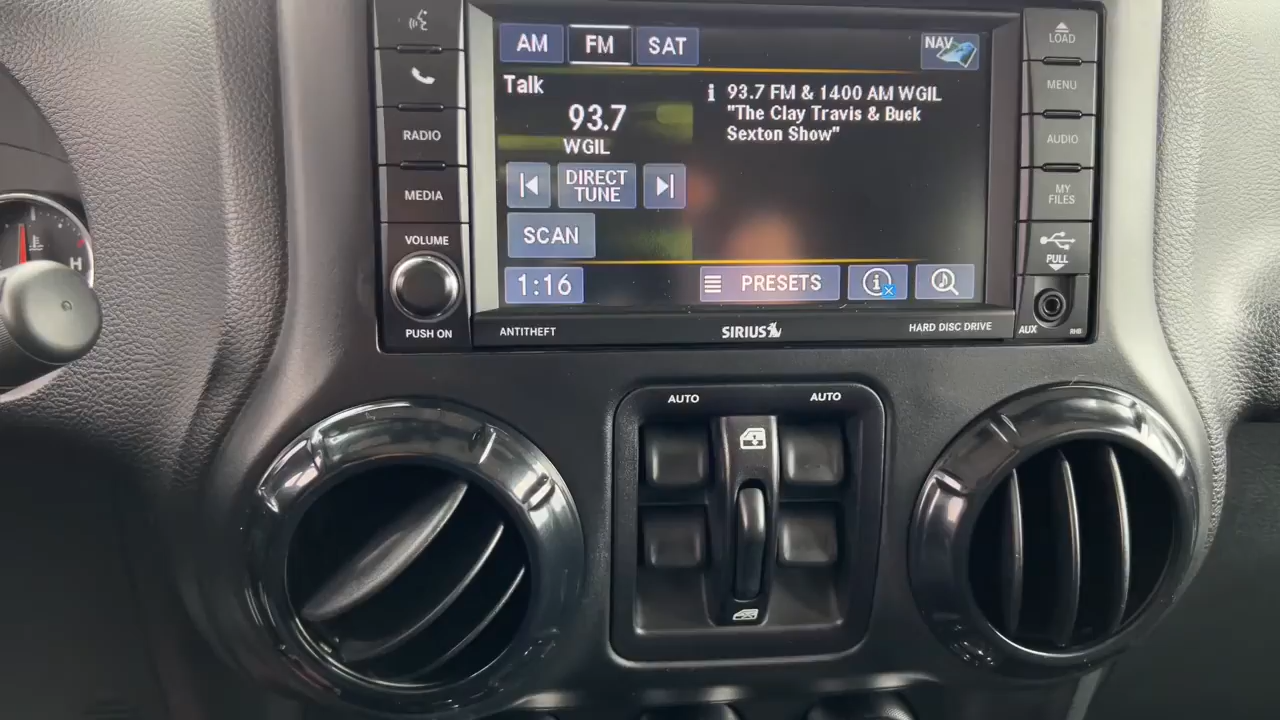 AM
FM
SAT
NAV
Talk
93.7
WGIL
93.7 FM & 1400 AM WGIL
"The Clay Travis & Buck
Sexton Show"
DIRECT
TUNE
SCAN
1:16
PRESETS
RADIO
MEDIA
VOLUME
PUSH ON
ANTITHEFT
SIRIUS
HARD DISC DRIVE
LOAD
MENU
AUDIO
MY
FILES
PULL
AUX
RHB
H
AUTO
AUTO